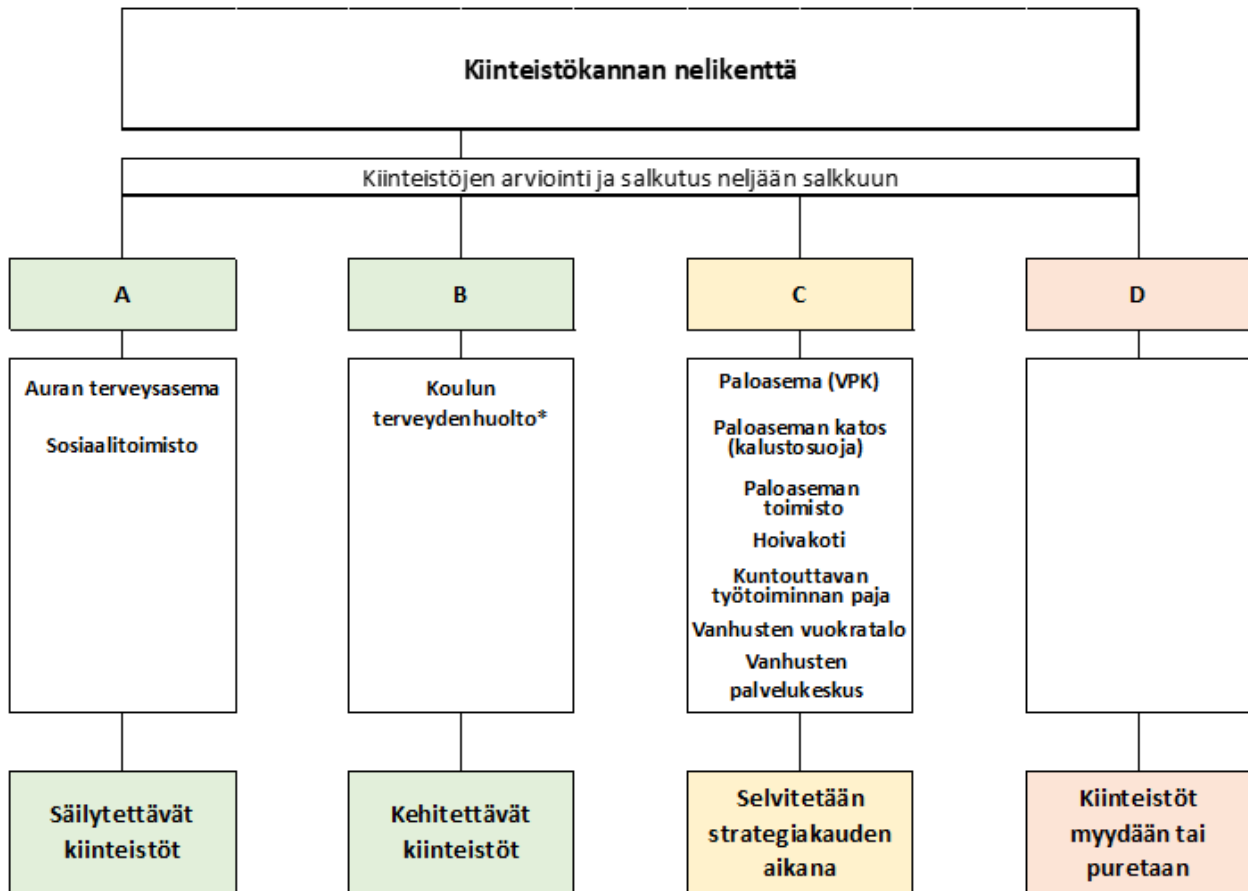 Kiinteistökannan nelikenttä
Kiinteistöjen arviointi ja salkutus neljään salkkuun
A
B
C
D
Auran terveysasema
Sosiaalitoimisto
Koulun
terveydenhuolto*
Paloasema (VPK)
Paloaseman katos
(kalustosuoja)
Paloaseman
toimisto
Hoivakoti
Kuntouttavan
työtoiminnan paja
Vanhusten vuokratalo
Vanhusten
palvelukeskus
Säilytettävät
kiinteistöt
Kehitettävät
kiinteistöt
Selvitetään
strategiakauden
aikana
Kiinteistöt
myydään tai
puretaan